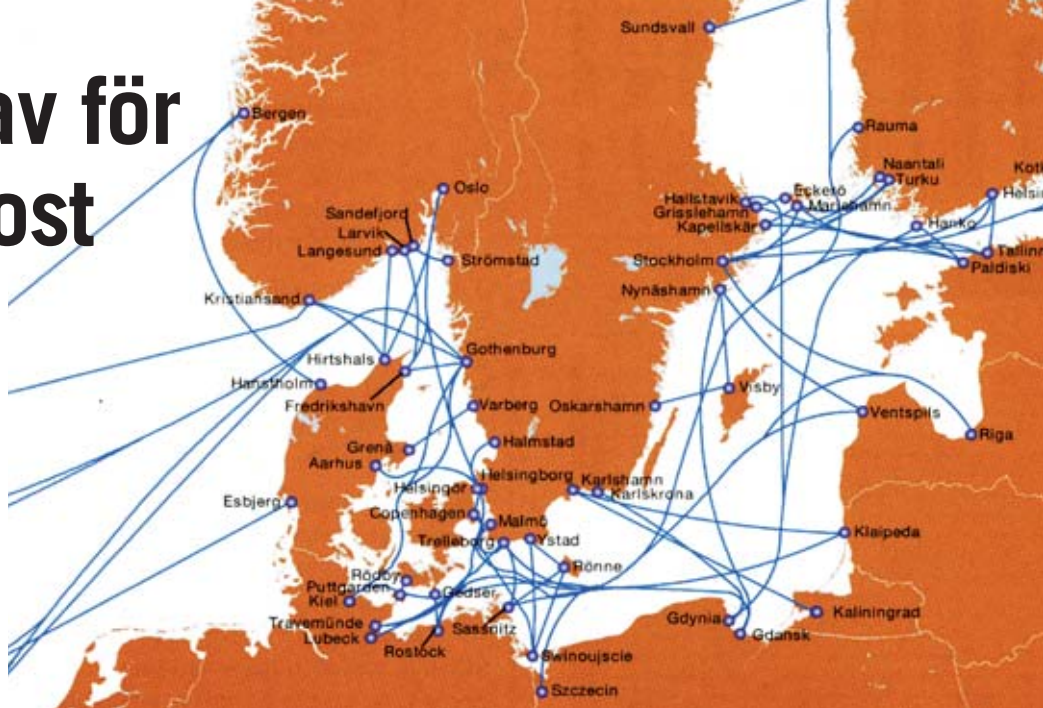 av för
ost
Sundsvall
Bergen
Rauma
Naantali
Turku
Oslo
Eckerö
Hallstavik
Mariehamn
Grisslehamn
Kapellskär
Hanko
Sandefjord
Larvik
Langesund
Strömstad
Stockholm
Tallinn
Paldiski
Nynäshamn
Kristiansand
Gothenburg
Hirtshals
Hanstholm
Fredrikshavn
Visby
Varberg
Oskarshamn
Ventspils
Riga
Halmstad
Grenå
Aarhus
Helsingborg
Karlshamn
Helsingör
Karlskrona
Esbjerg
Copenhagen
Malmö
Trelleborg
Ystad
Klaipeda
Rönne
Rödby
Puttgarden
Kiel
Gedser
Travemünde
Lubeck
Sassnitz
Rostock
Gdynia
Gdansk
Kaliningrad
Swinoujscie
Szczecin